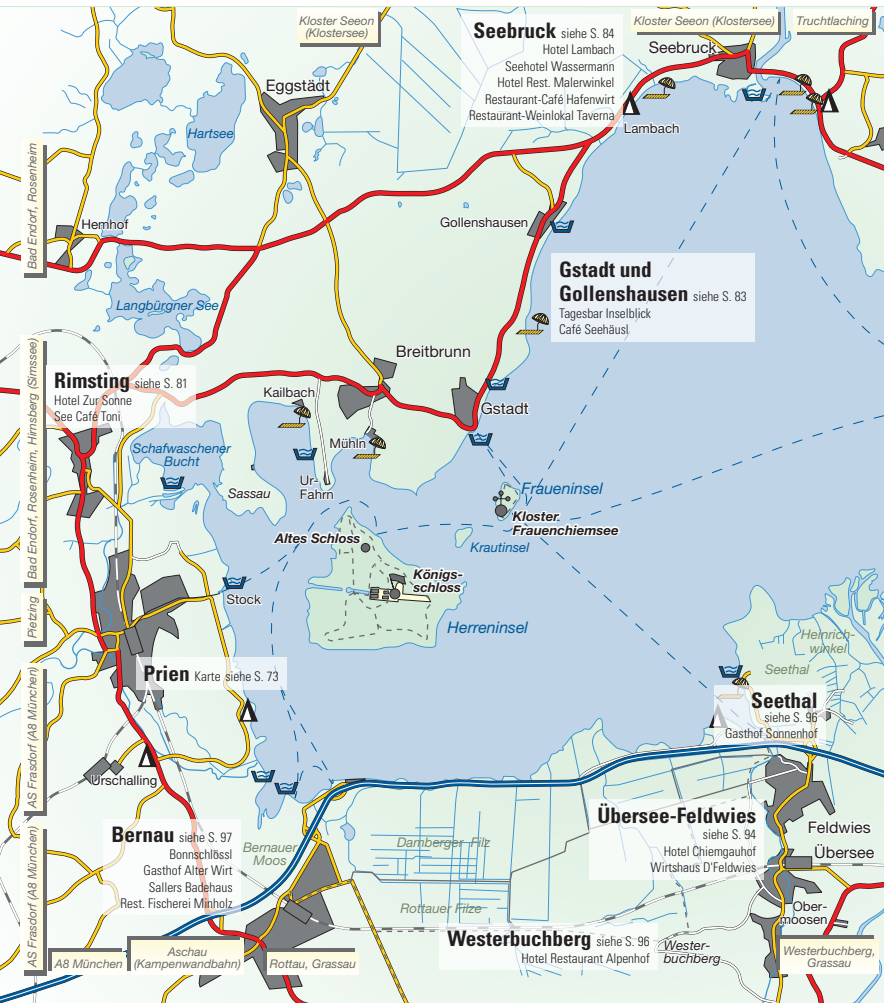 Kloster Seeon
(Klostersee)
Seebruck siehe S. 84
Hotel Lambach
Seehotel Wassermann
Hotel Rest. Malerwinkel
Restaurant-Café Hafenwirt
Restaurant-Weinlokal Taverna
Kloster Seeon (Klostersee)
Truchtlaching
Seebruck
Eggstädt
Hartsee
Lambach
Bad Endorf, Rosenheim
Hemhof
Gollenshausen
Langbürgner See
Gstadt und
Gollenshausen siehe S. 83
Tagesbar Inselblick
Café Seehäusl
Bad Endorf, Rosenheim, Hirnsberg (Simssee)
Breitbrunn
Rimsting siehe S. 81
Hotel Zur Sonne
See Café Toni
Kailbach
Gstadt
Schafwaschener
Bucht
Mühln
Sassau
Ur-
Fahrn
Fraueninsel
Kloster
Frauenchiemsee
Altes Schloss
Krautinsel
Königs-
schloss
Stock
Pietzing
Herreninsel
Heinrich-
winkel
Seethal
Prien Karte siehe S. 73
Seethal
siehe S. 96
Gasthof Sonnenhof
AS Frasdorf (A8 München)
Urschalling
Übersee-Feldwies
siehe S. 94
Hotel Chiemgauhof
Wirtshaus D'Feldwies
Bernau siehe S. 97
Bonnschlössl
Gasthof Alter Wirt
Sallers Badehaus
Rest. Fischerei Minholz
Bernauer
Moos
Damberger Filz
Feldwies
Übersee
AS Frasdorf (A8 München)
Rottauer Filze
Ober-
moosen
Westerbuchberg siehe S. 96
Hotel Restaurant Alpenhof
Wester-
buchberg
A8 München
Aschau
(Kampenwandbahn)
Rottau, Grassau
Westerbuchberg,
Grassau